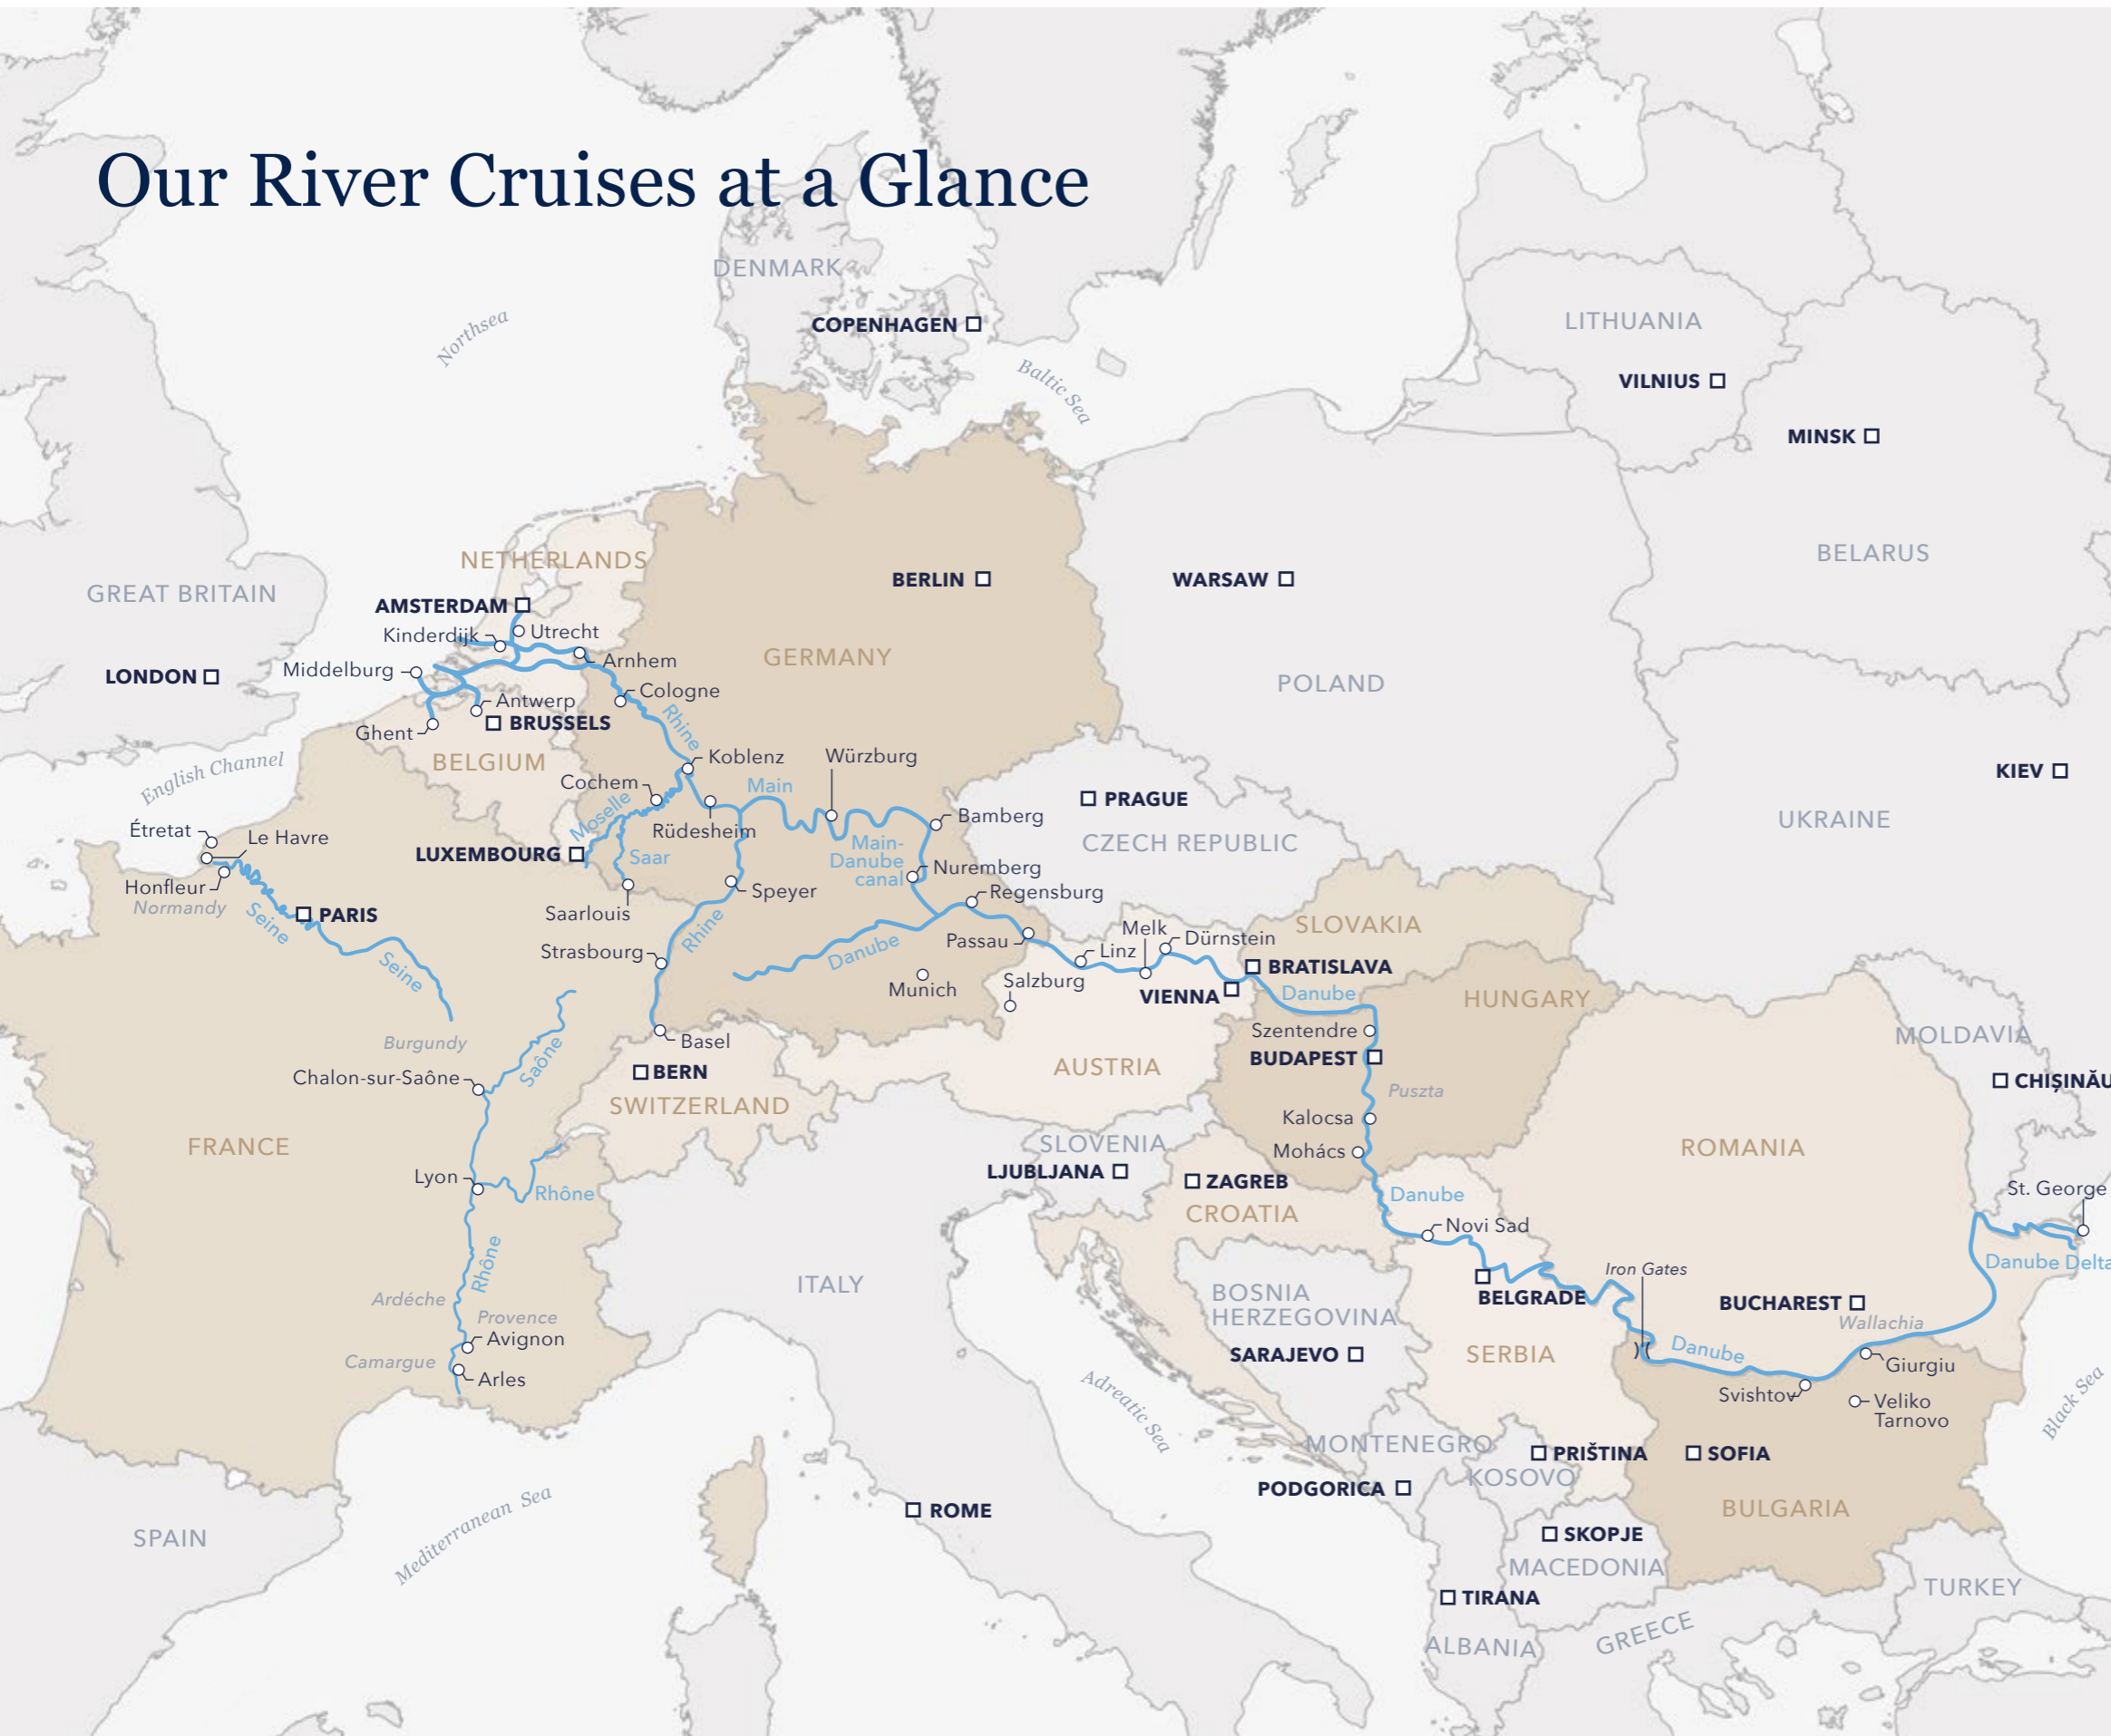 Our River Cruises at a Glance
DENMARK
COPENHAGEN
Northsea
Baltic Sea
LITHUANIA
VILNIUS
MINSK
BELARUS
NETHERLANDS
GREAT BRITAIN
AMSTERDAM
Kinderdijk
Utrecht
BERLIN
WARSAW
LONDON
Middelburg
Arnhem
GERMANY
POLAND
Cologne
Antwerp
BRUSSELS
Ghent
Rhine
BELGIUM
English Channel
Koblenz
Würzburg
KIEV
Cochem
Main
PRAGUE
Moselle
Rüdesheim
Bamberg
UKRAINE
Étretat
Le Havre
CZECH REPUBLIC
LUXEMBOURG
Saar
Main-
Danube
canal
Nuremberg
Honfleur
Normandy
Seine
PARIS
Saarlouis
Speyer
Regensburg
SLOVAKIA
Strasbourg
Rhine
Danube
Passau
Melk
Linz
Dürnstein
Seine
Munich
Salzburg
VIENNA
BRATISLAVA
Danube
HUNGARY
Burgundy
Basel
Szentendre
MOLDAVIA
Saône
BUDAPEST
Chalon-sur-Saône
BERN
AUSTRIA
CHIȘINĂU
Puszta
SWITZERLAND
Kalocsa
FRANCE
SLOVENIA
Mohács
ROMANIA
Lyon
LJUBLJANA
Rhône
ZAGREB
CROATIA
Danube
St. George
Novi Sad
Rhône
ITALY
Iron Gates
Danube Delta
BOSNIA
HERZEGOVINA
BELGRADE
BUCHAREST
Ardéche
Provence
Wallachia
Avignon
Camargue
SARAJEVO
SERBIA
Danube
Giurgiu
Arles
Adreatic Sea
Svishtov
Veliko
Tarnovo
Black Sea
MONTENEGRO
PRIŠTINA
SOFIA
KOSOVO
PODGORICA
Mediterranean Sea
ROME
BULGARIA
SPAIN
SKOPJE
MACEDONIA
TIRANA
TURKEY
GREECE
ALBANIA